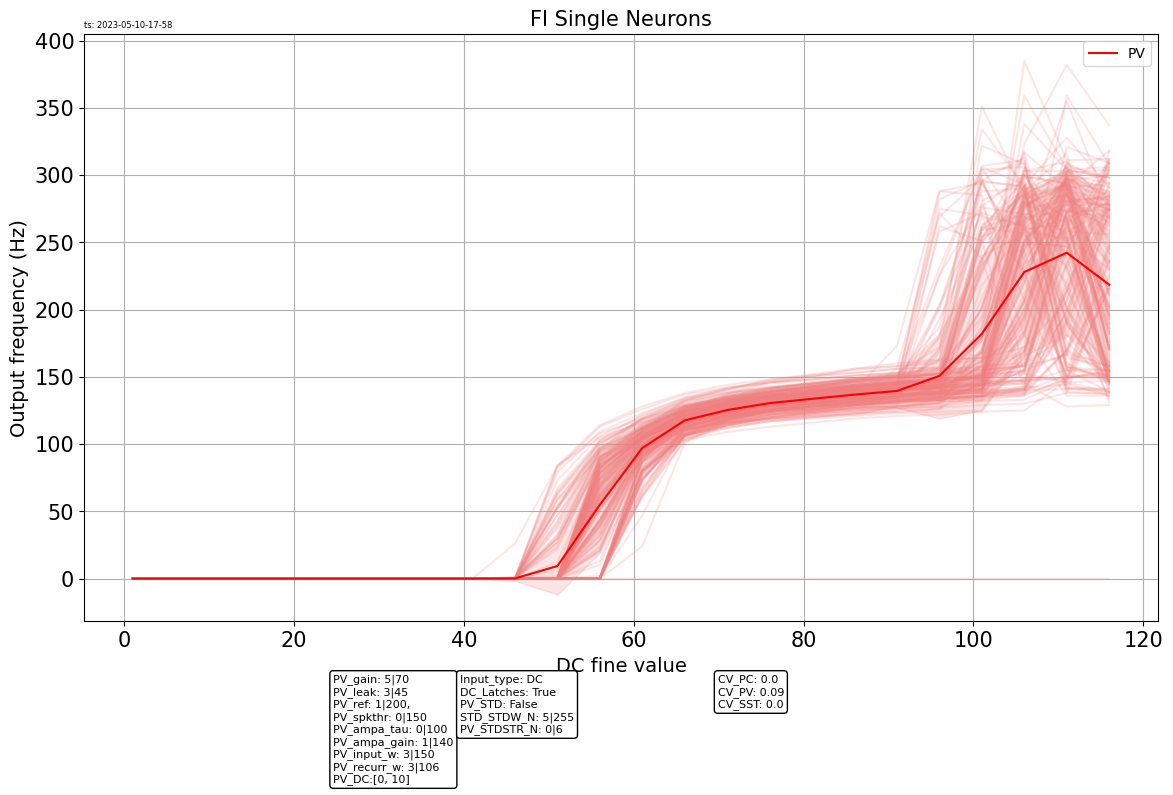 ts: 2023-05-10-17-58
FI Single Neurons
PV
Output frequency (Hz)
400
350
300
250
200
150
100
50
0
0 20 40 60 80 100 120
DC fine value
PV_gain: 5|70
PV_leak: 3|45
PV_ref: 1|200,
PV_spkthr: 0|150
PV_ampa_tau: 0|100
PV_ampa_gain: 1|140
PV_input_w: 3|150
PV_recurr_w: 3|106
PV_DC:[0, 10]
Input_type: DC
DC_Latches: True
PV_STD: False
STD_STDW_N: 5|255
PV_STDSTR_N: 0|6
CV_PC: 0.0
CV_PV: 0.09
CV_SST: 0.0